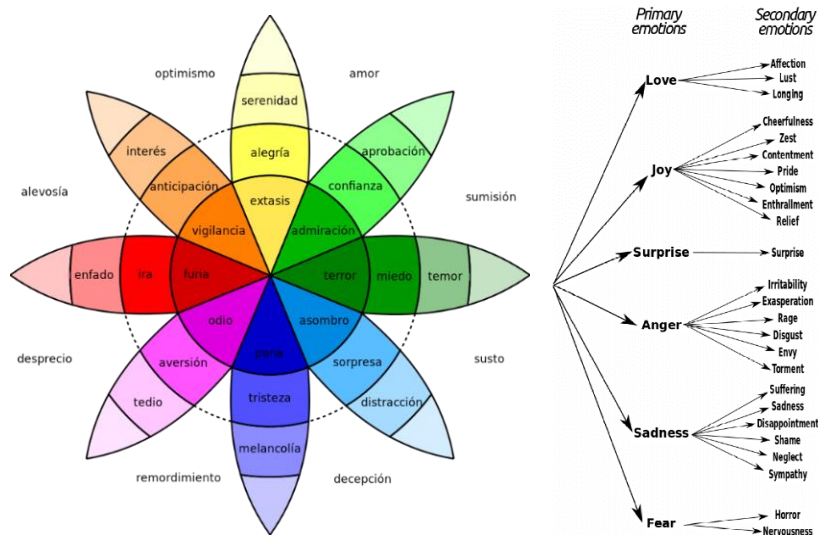 optimismo
amor
serenidad
interés
alegría
aprobación
anticipación
confianza
alevosía
extasis
sumisión
vigilancia
admiración
enfado
ira
furia
terror
miedo
temor
odio
asombro
pena
desprecio
aversión
sorpresa
susto
tedio
tristeza
distracción
melancolía
remordimiento
decepción
Primary
emotions
Secondary
emotions
Love
Affection
Lust
Longing
Joy
Cheerfulness
Zest
Contentment
Pride
Optimism
Enthrallment
Relief
Surprise
Surprise
Anger
Irritability
Exasperation
Rage
Disgust
Envy
Torment
Sadness
Suffering
Sadness
Disappointment
Shame
Neglect
Sympathy
Fear
Horror
Nervousness